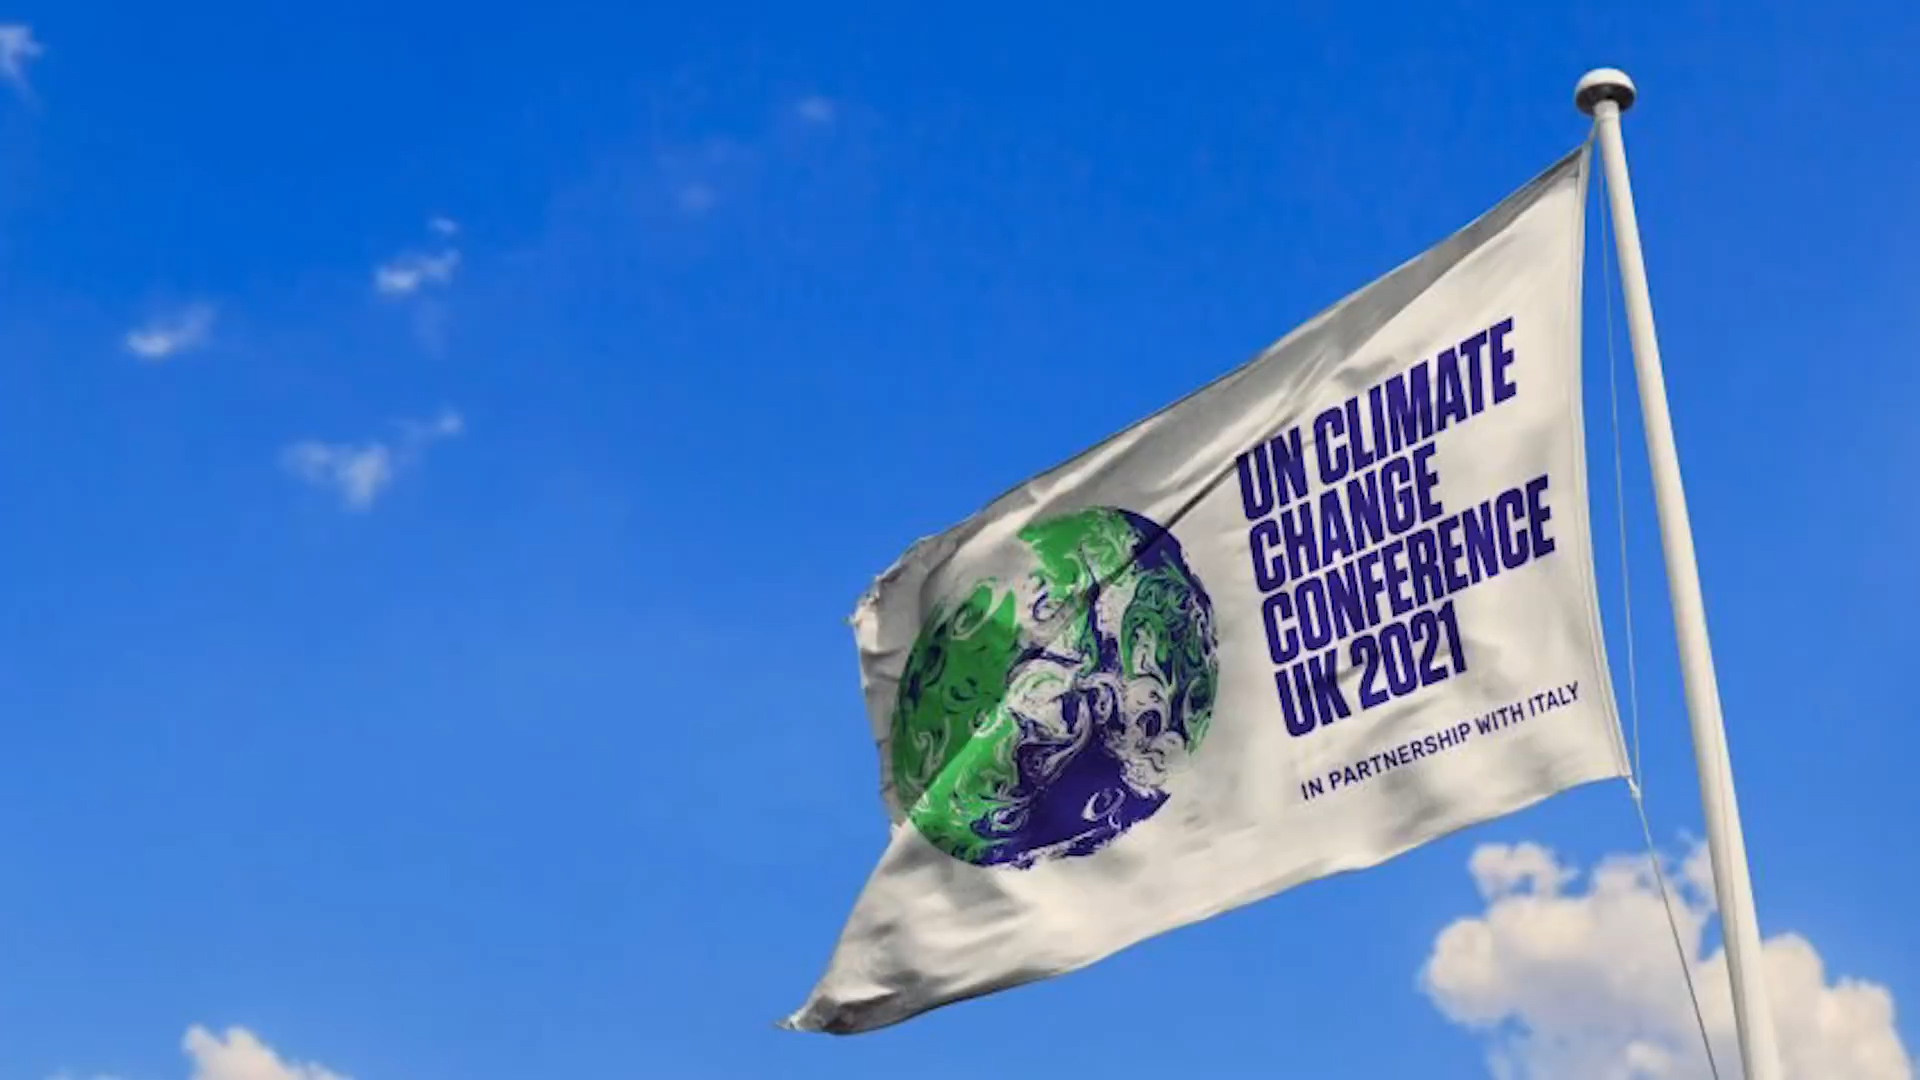 UN CLIMATE
CHANGE
CONFERENCE
UK 2021
IN PARTNERSHIP WITH ITALY